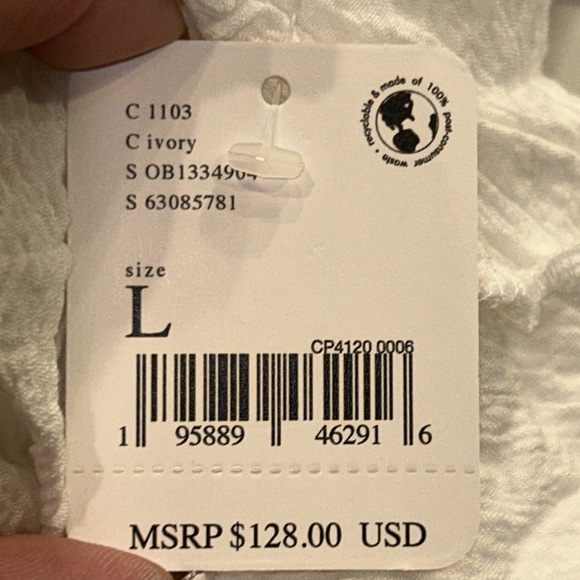 C 1103
C ivory
S OB1334904
S 63085781
recyclable & made of 100% post-consumer waste •
size
L
CP4120 0006
1 95889 46291 6
MSRP $128.00 USD